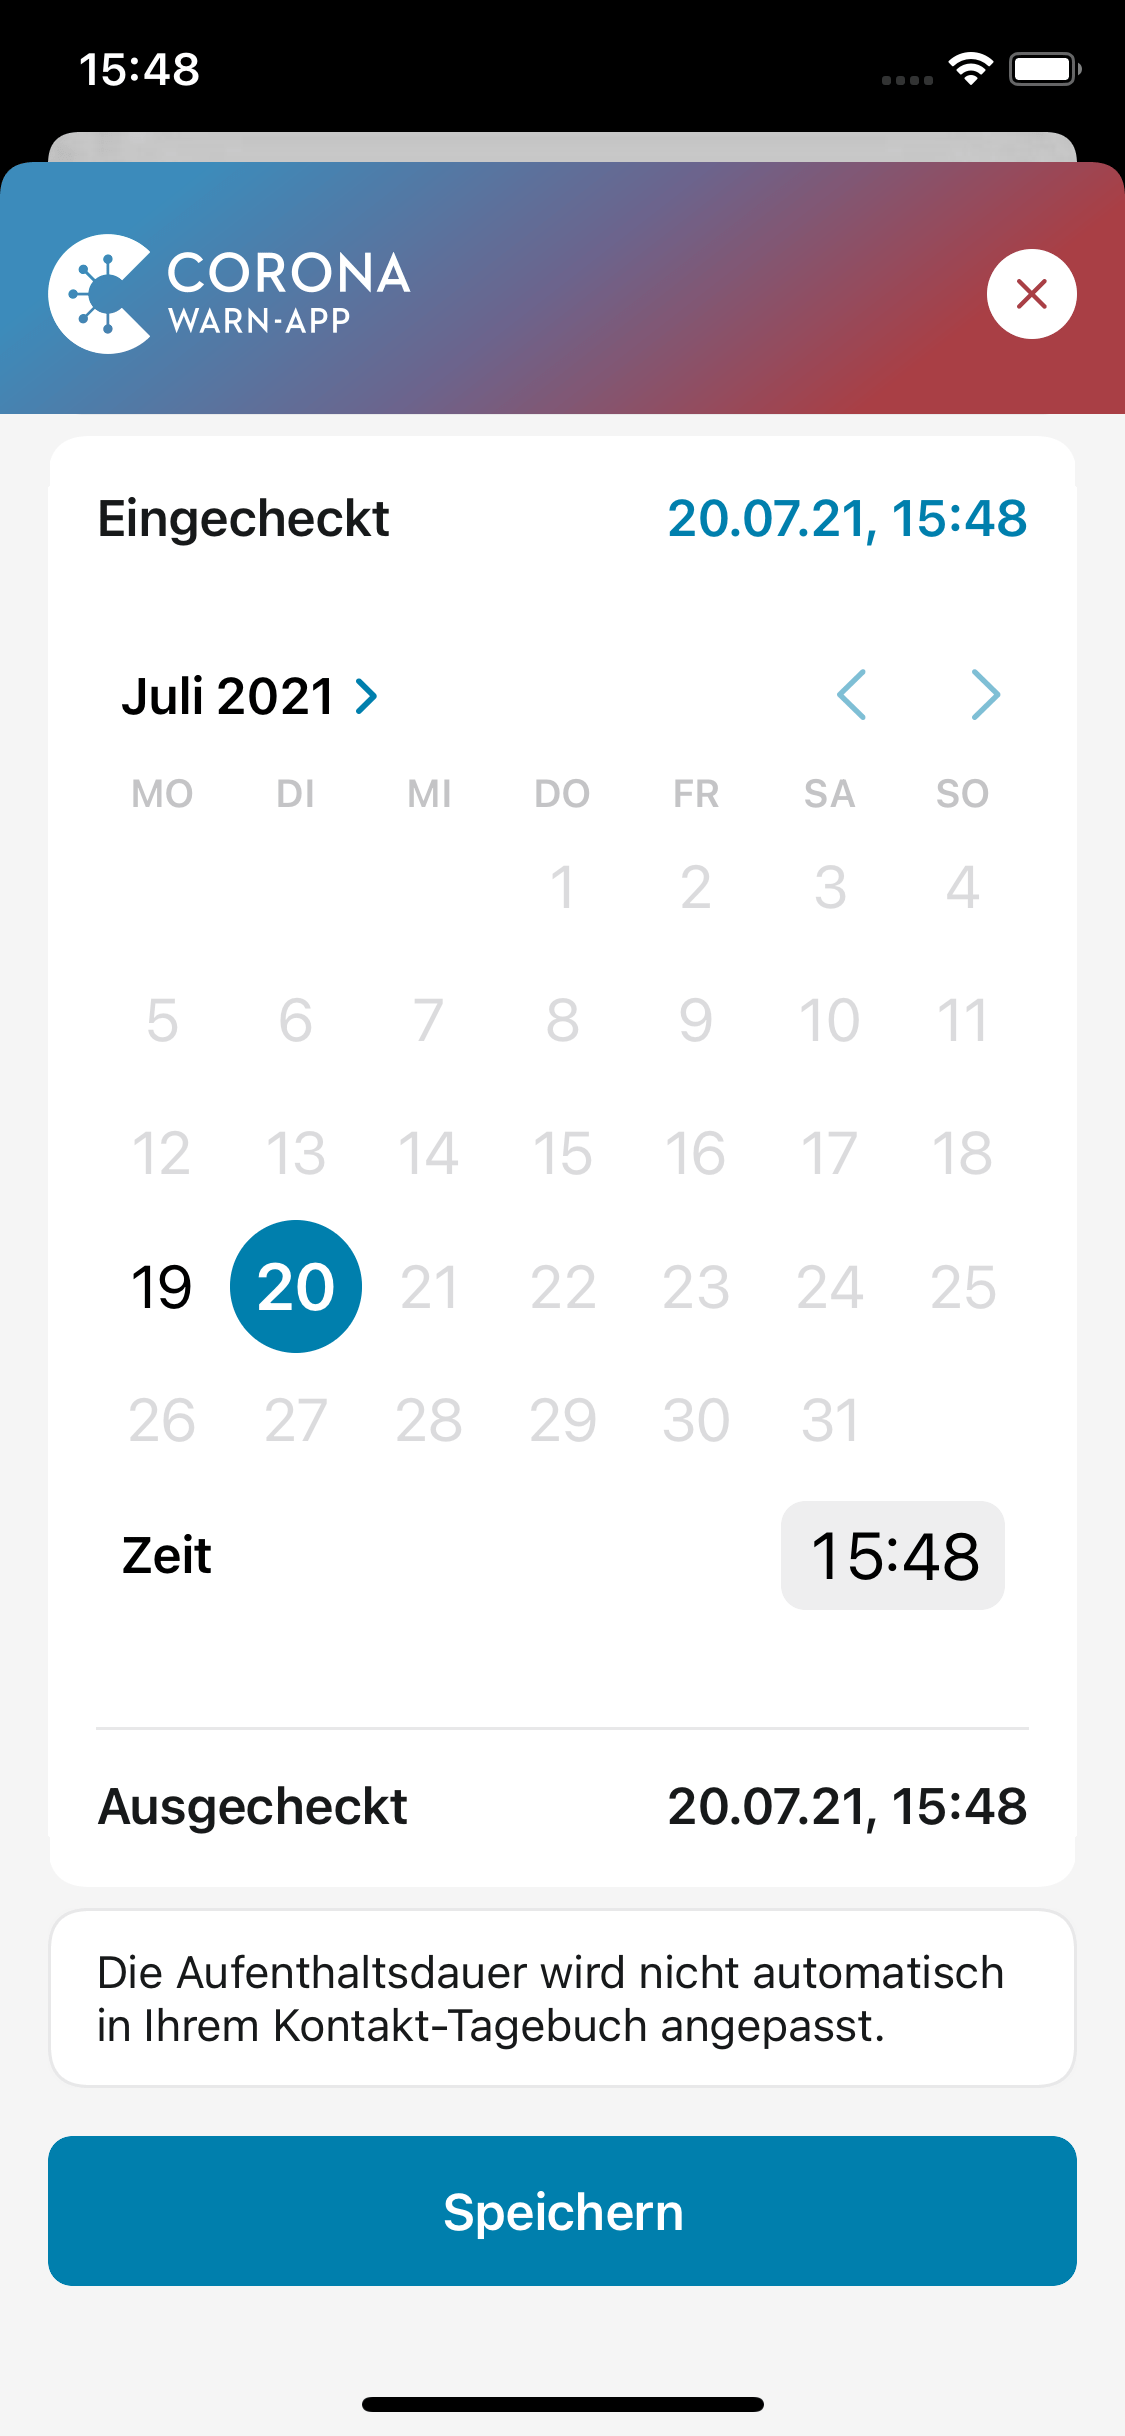 15:48
CORONA
WARN-APP
Eingecheckt 20.07.21, 15:48
Juli 2021
MO DI MI DO FR SA SO
1 2 3 4
5 6 7 8 9 10 11
12 13 14 15 16 17 18
19 20 21 22 23 24 25
26 27 28 29 30 31
Zeit 15:48
Ausgecheckt 20.07.21, 15:48
Die Aufenthaltsdauer wird nicht automatisch
in Ihrem Kontakt-Tagebuch angepasst.
Speichern